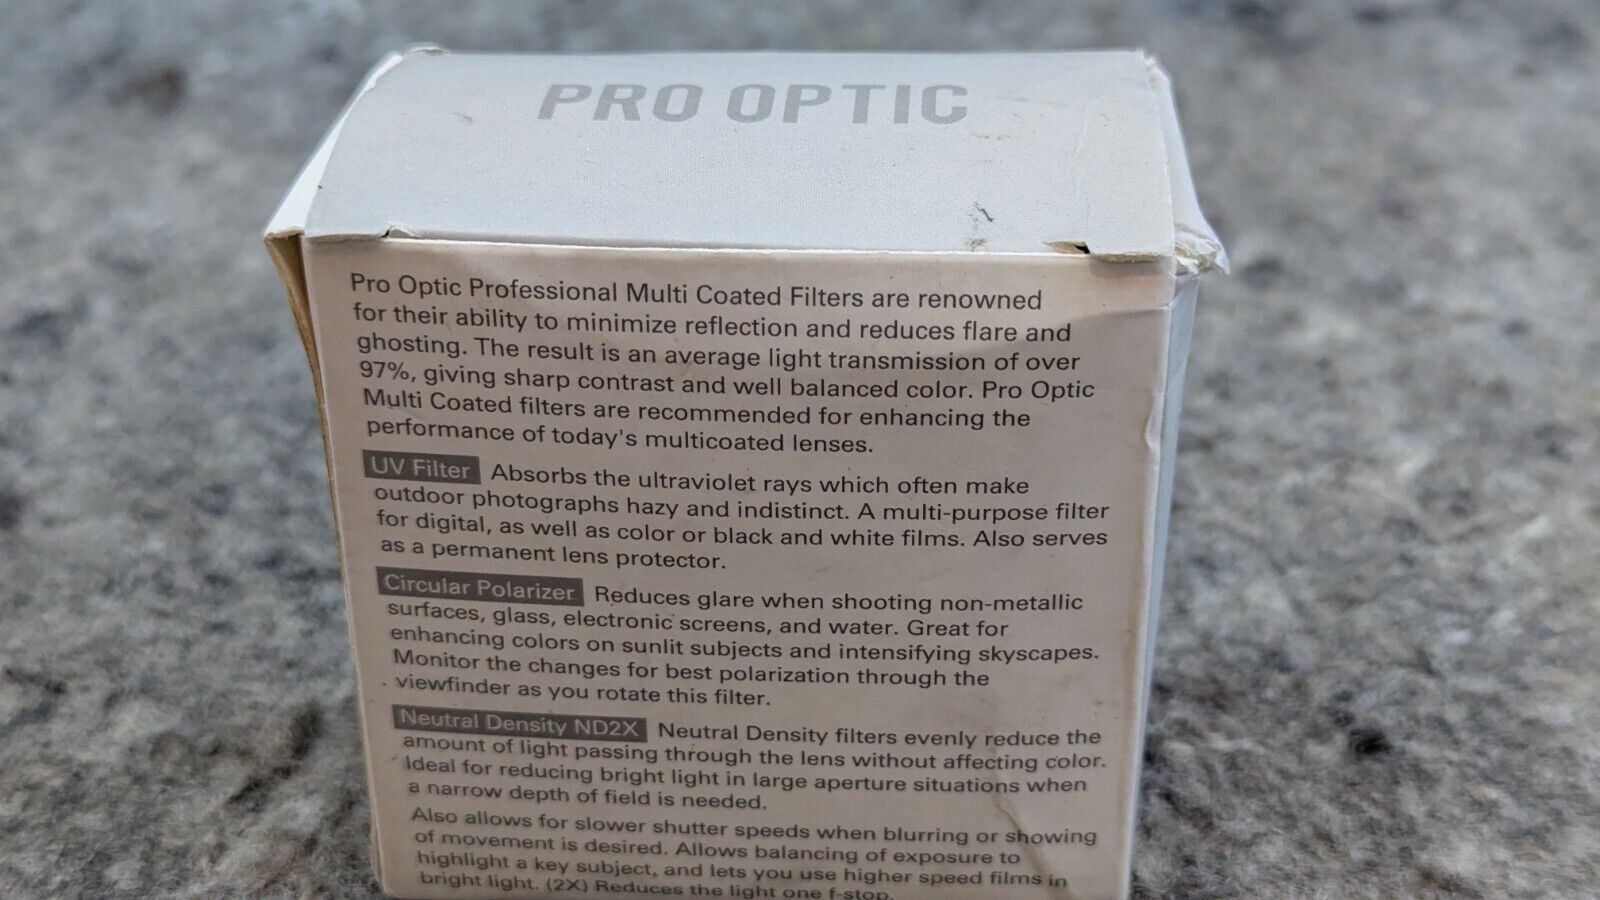 PRO OPTIC
Pro Optic Professional Multi Coated Filters are renowned
for their ability to minimize reflection and reduces flare and
ghosting. The result is an average light transmission of over
97%, giving sharp contrast and well balanced color. Pro Optic
Multi Coated filters are recommended for enhancing the
performance of today's multicoated lenses.
UV Filter Absorbs the ultraviolet rays which often make
outdoor photographs hazy and indistinct. A multi-purpose filter
for digital, as well as color or black and white films. Also serves
as a permanent lens protector.
Circular Polarizer Reduces glare when shooting non-metallic
surfaces, glass, electronic screens, and water. Great for
enhancing colors on sunlit subjects and intensifying skyscapes.
Monitor the changes for best polarization through the
viewfinder as you rotate this filter.
Neutral Density ND2X Neutral Density filters evenly reduce the
amount of light passing through the lens without affecting color.
Ideal for reducing bright light in large aperture situations when
a narrow depth of field is needed.
Also allows for slower shutter speeds when blurring or showing
of movement is desired. Allows balancing of exposure to
highlight a key subject, and lets you use higher speed films in
bright light. (2X) Reduces the light one f-stop.